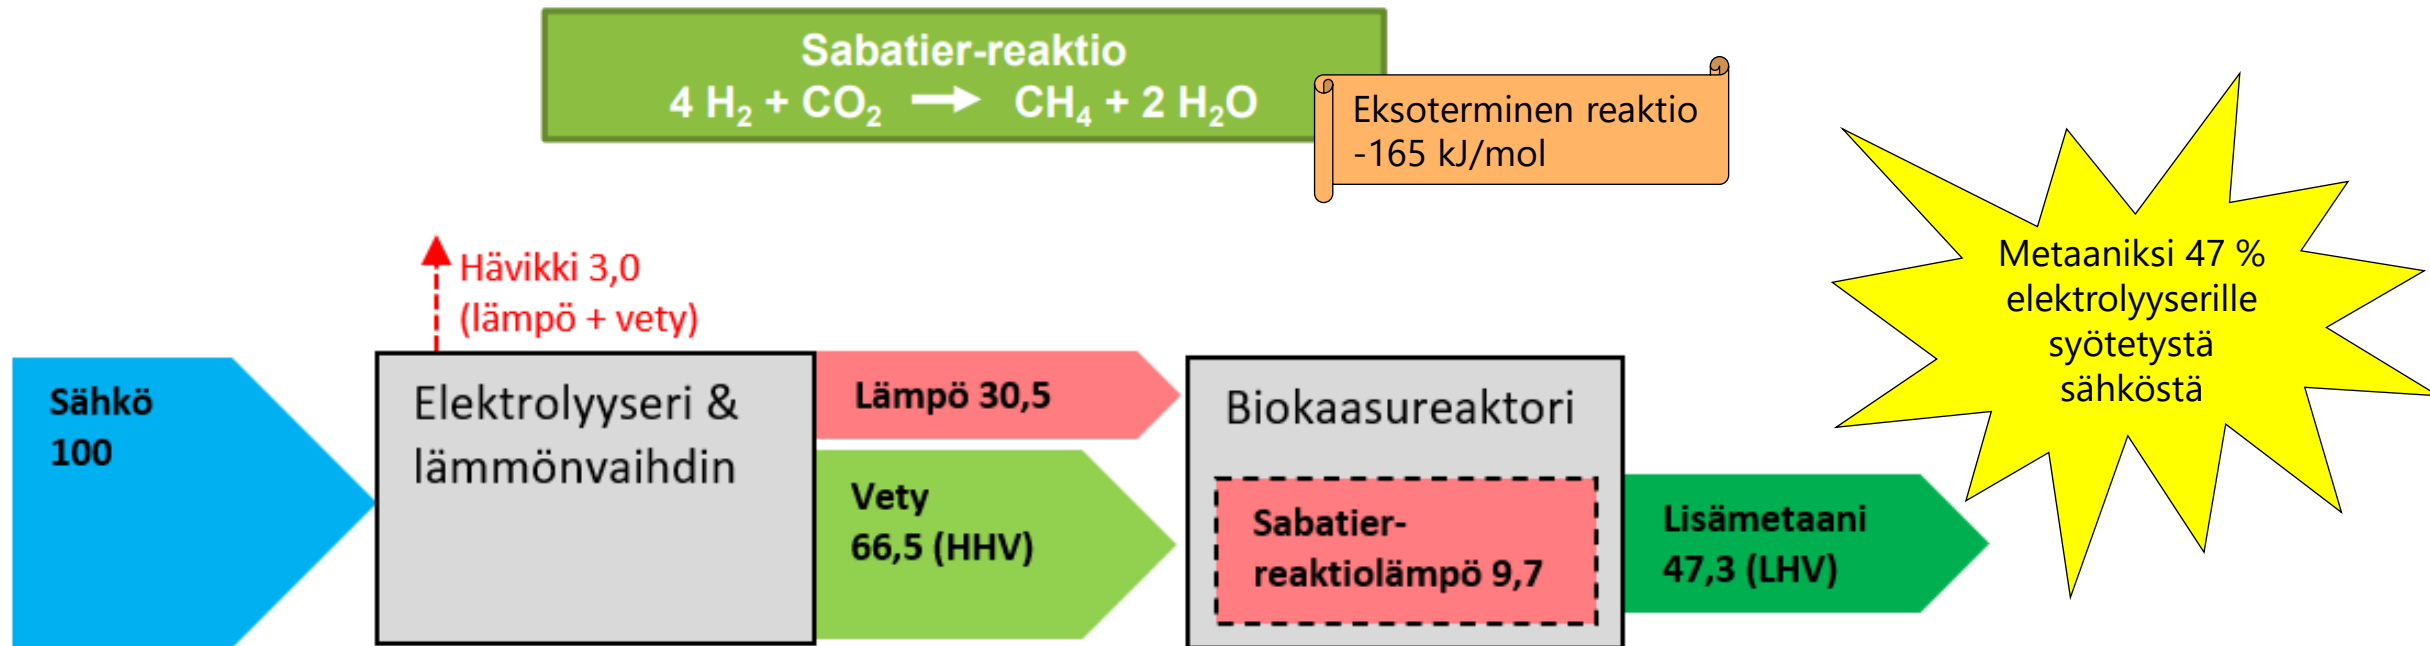 Sabatier-reaktio
4 H₂ + CO₂ → CH₄ + 2 H₂O
Eksoterminen reaktio
-165 kJ/mol
Metaaniksi 47 %
elektrolyyserille
syötetystä
sähköstä
Hävikki 3,0
(lämpö + vety)
Sähkö
100
Elektrolyyseri &
lämmönvaihdin
Lämpö 30,5
Vety
66,5 (HHV)
Biokaasureaktori
Sabatier-
reaktiolämpö 9,7
Lisämetaani
47,3 (LHV)